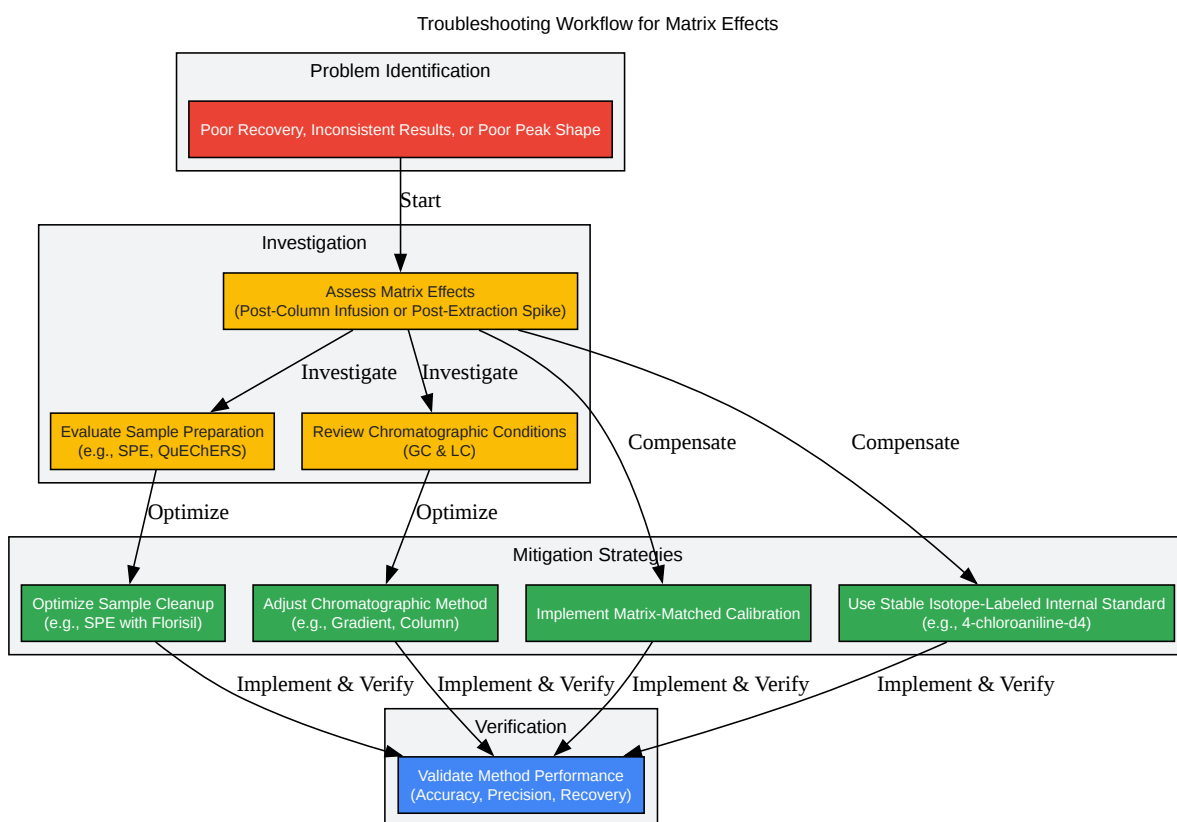 Troubleshooting Workflow for Matrix Effects
Problem Identification
Poor Recovery, Inconsistent Results, or Poor Peak Shape
Start
Investigation
Assess Matrix Effects
(Post-Column Infusion or Post-Extraction Spike)
Investigate
Investigate
Evaluate Sample Preparation
(e.g., SPE, QuEChERS)
Review Chromatographic Conditions
(GC & LC)
Compensate
Compensate
Optimize
Optimize
Mitigation Strategies
Optimize Sample Cleanup
(e.g., SPE with Florisil)
Adjust Chromatographic Method
(e.g., Gradient, Column)
Implement Matrix-Matched Calibration
Use Stable Isotope-Labeled Internal Standard
(e.g., 4-chloroaniline-d4)
Implement & Verify
Implement & Verify
Implement & Verify
Implement & Verify
Verification
Validate Method Performance
(Accuracy, Precision, Recovery)